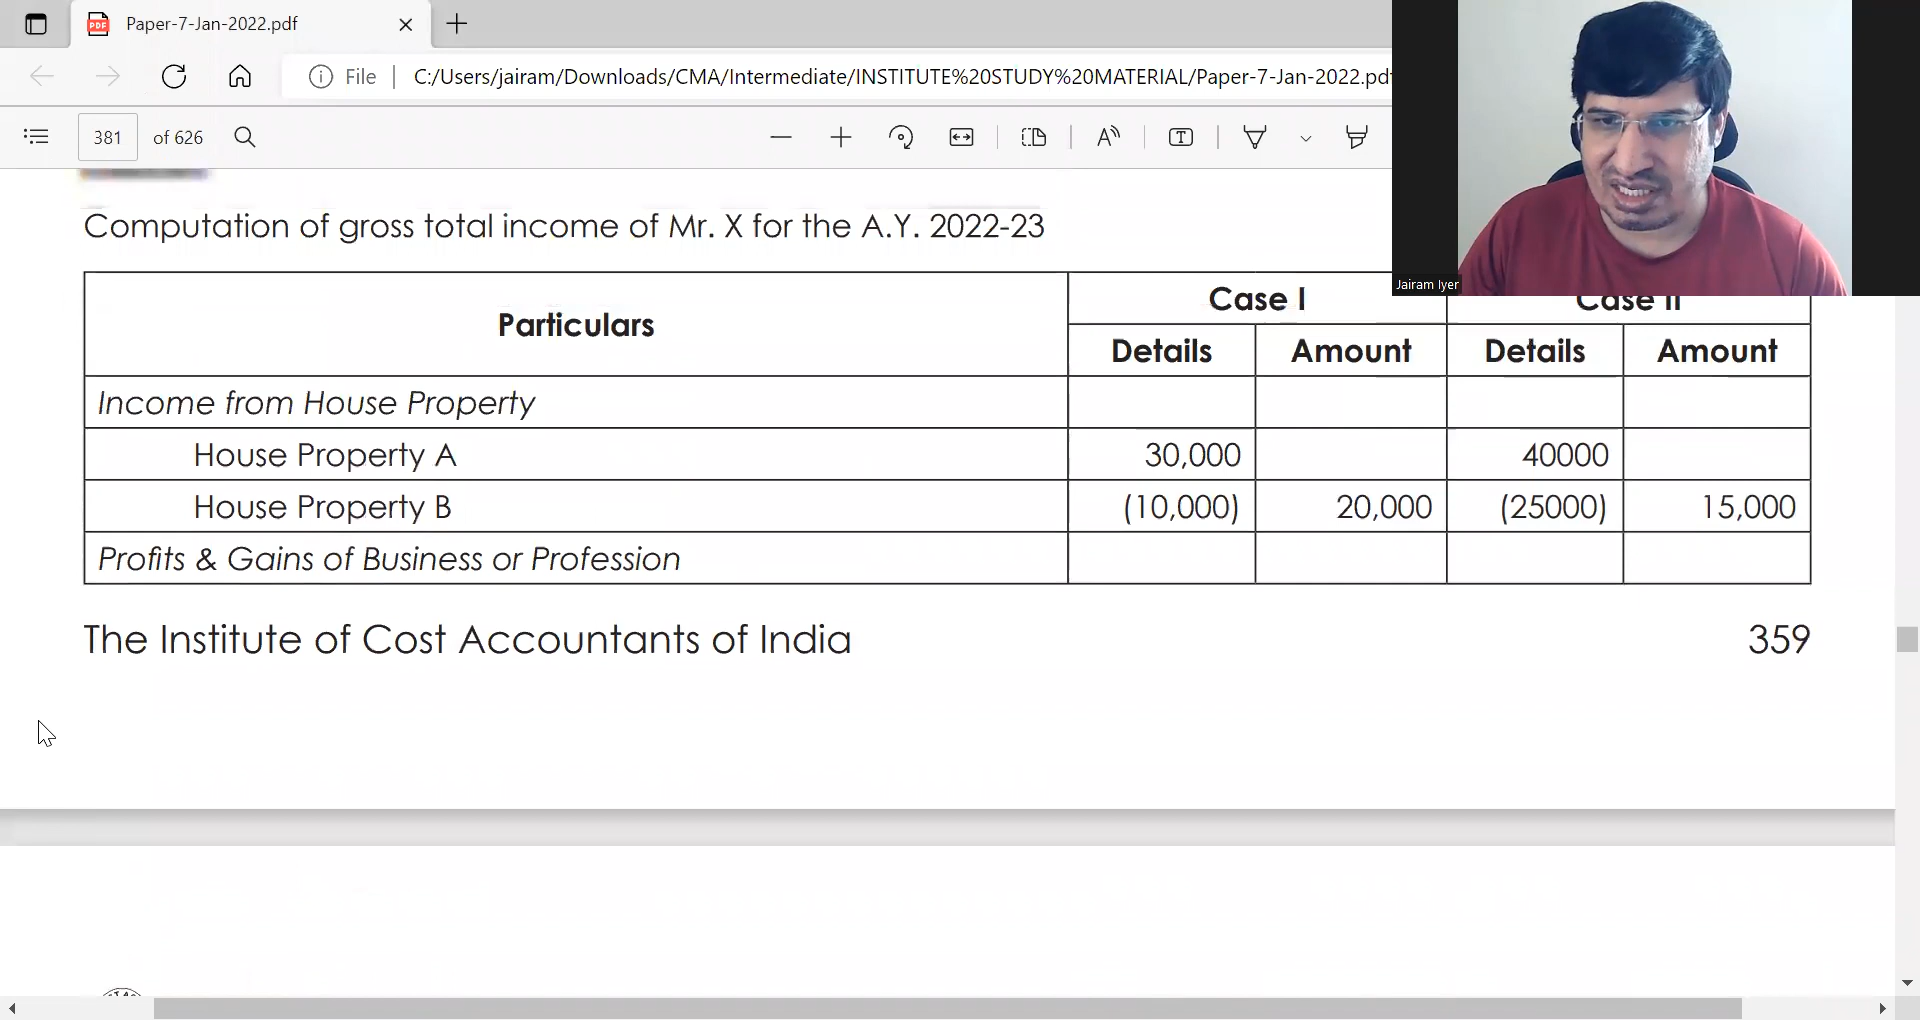 Paper-7-Jan-2022.pdf
File
C:/Users/jairam/Downloads/CMA/Intermediate/INSTITUTE%20STUDY%20MATERIAL/Paper-7-Jan-2022.pdf
381 of 626
Jairam Iyer
Computation of gross total income of Mr. X for the A.Y. 2022-23
Particulars Case I Case II
Details Amount Details Amount
Income from House Property
House Property A 30,000 40000
House Property B (10,000) 20,000 (25000) 15,000
Profits & Gains of Business or Profession
The Institute of Cost Accountants of India 359